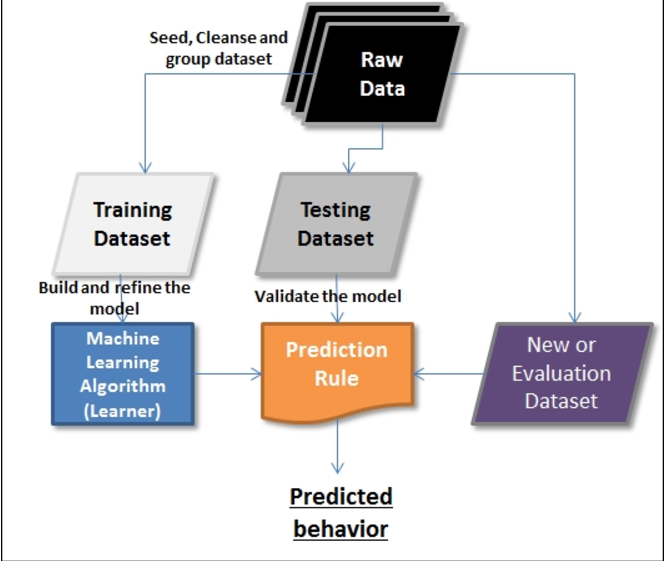 Seed, Cleanse and
group dataset
Raw
Data
Training
Dataset
Testing
Dataset
Build and refine the
model
Validate the model
Machine
Learning
Algorithm
(Learner)
Prediction
Rule
New or
Evaluation
Dataset
Predicted
behavior